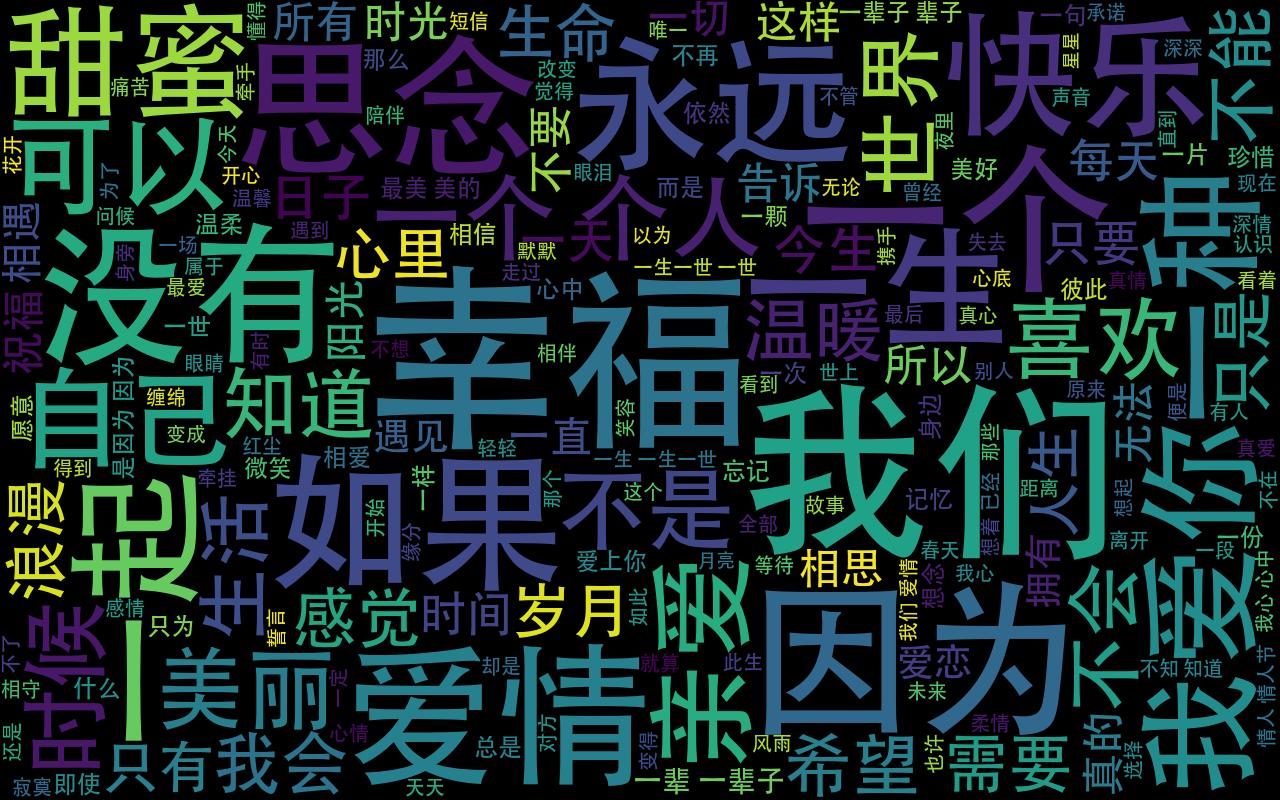 甜蜜
懂得
所有
时光
短信
生命
唯一
一切
这样
一辈子 辈子
一句
承诺
不能
痛苦
牵手
思念
那么
改变
觉得
永远
不再
世界
快乐
星星
深深
陪伴
依然
不管
声音
花开
可以
今天
不要
夜里
直到
开心
眼泪
告诉
无论
美好
每天
一片
珍惜
为了
温馨
日子
最美 美的
一个 个人
而是
曾经
一个
一种
现在
相遇
问候
温柔
遇到
心里
相信
一天
默默
以为
一颗
今生
携手
一生
失去
只要
深情
认识
身旁
一场
属于
没有
走过
心中
一生一世 一世
心底
彼此
真情
看着
祝福
最爱
一世
阳光
幸福
温暖
最后
真心
喜欢
只是
眼睛
有时
不想
相伴
一次
世上
所以
别人
原来
愿意
自己
因为
是因为
缠绵
知道
看到
我们
身边
无法
便是
有人
变成
红尘
遇见
轻轻
一直
笑容
那些
人生
我爱你
真爱
得到
微笑
相爱
一生 一生一世
忘记
浪漫
一起
牵挂
生活
如果
一样
那个
不是
这个
全部
故事
记忆
已经
距离
想起
不在
开始
缘分
爱上你
月亮
等待
相思
春天
想着
离开
一段
一份
时候
感情
只为
誓言
感觉
时间
岁月
如此
亲爱
因为
我们 爱情
想念
我心
拥有
不会
我心 心中
不了
相守
什么
美丽
一定
爱情
却是
就算
此生
爱恋
未来
不知 知道
情人 情人节
还是
心情
总是
对方
变得
风雨
柔情
真的
选择
寂寞
即使
只有
我会
天天
一辈 一辈子
希望
也许
需要